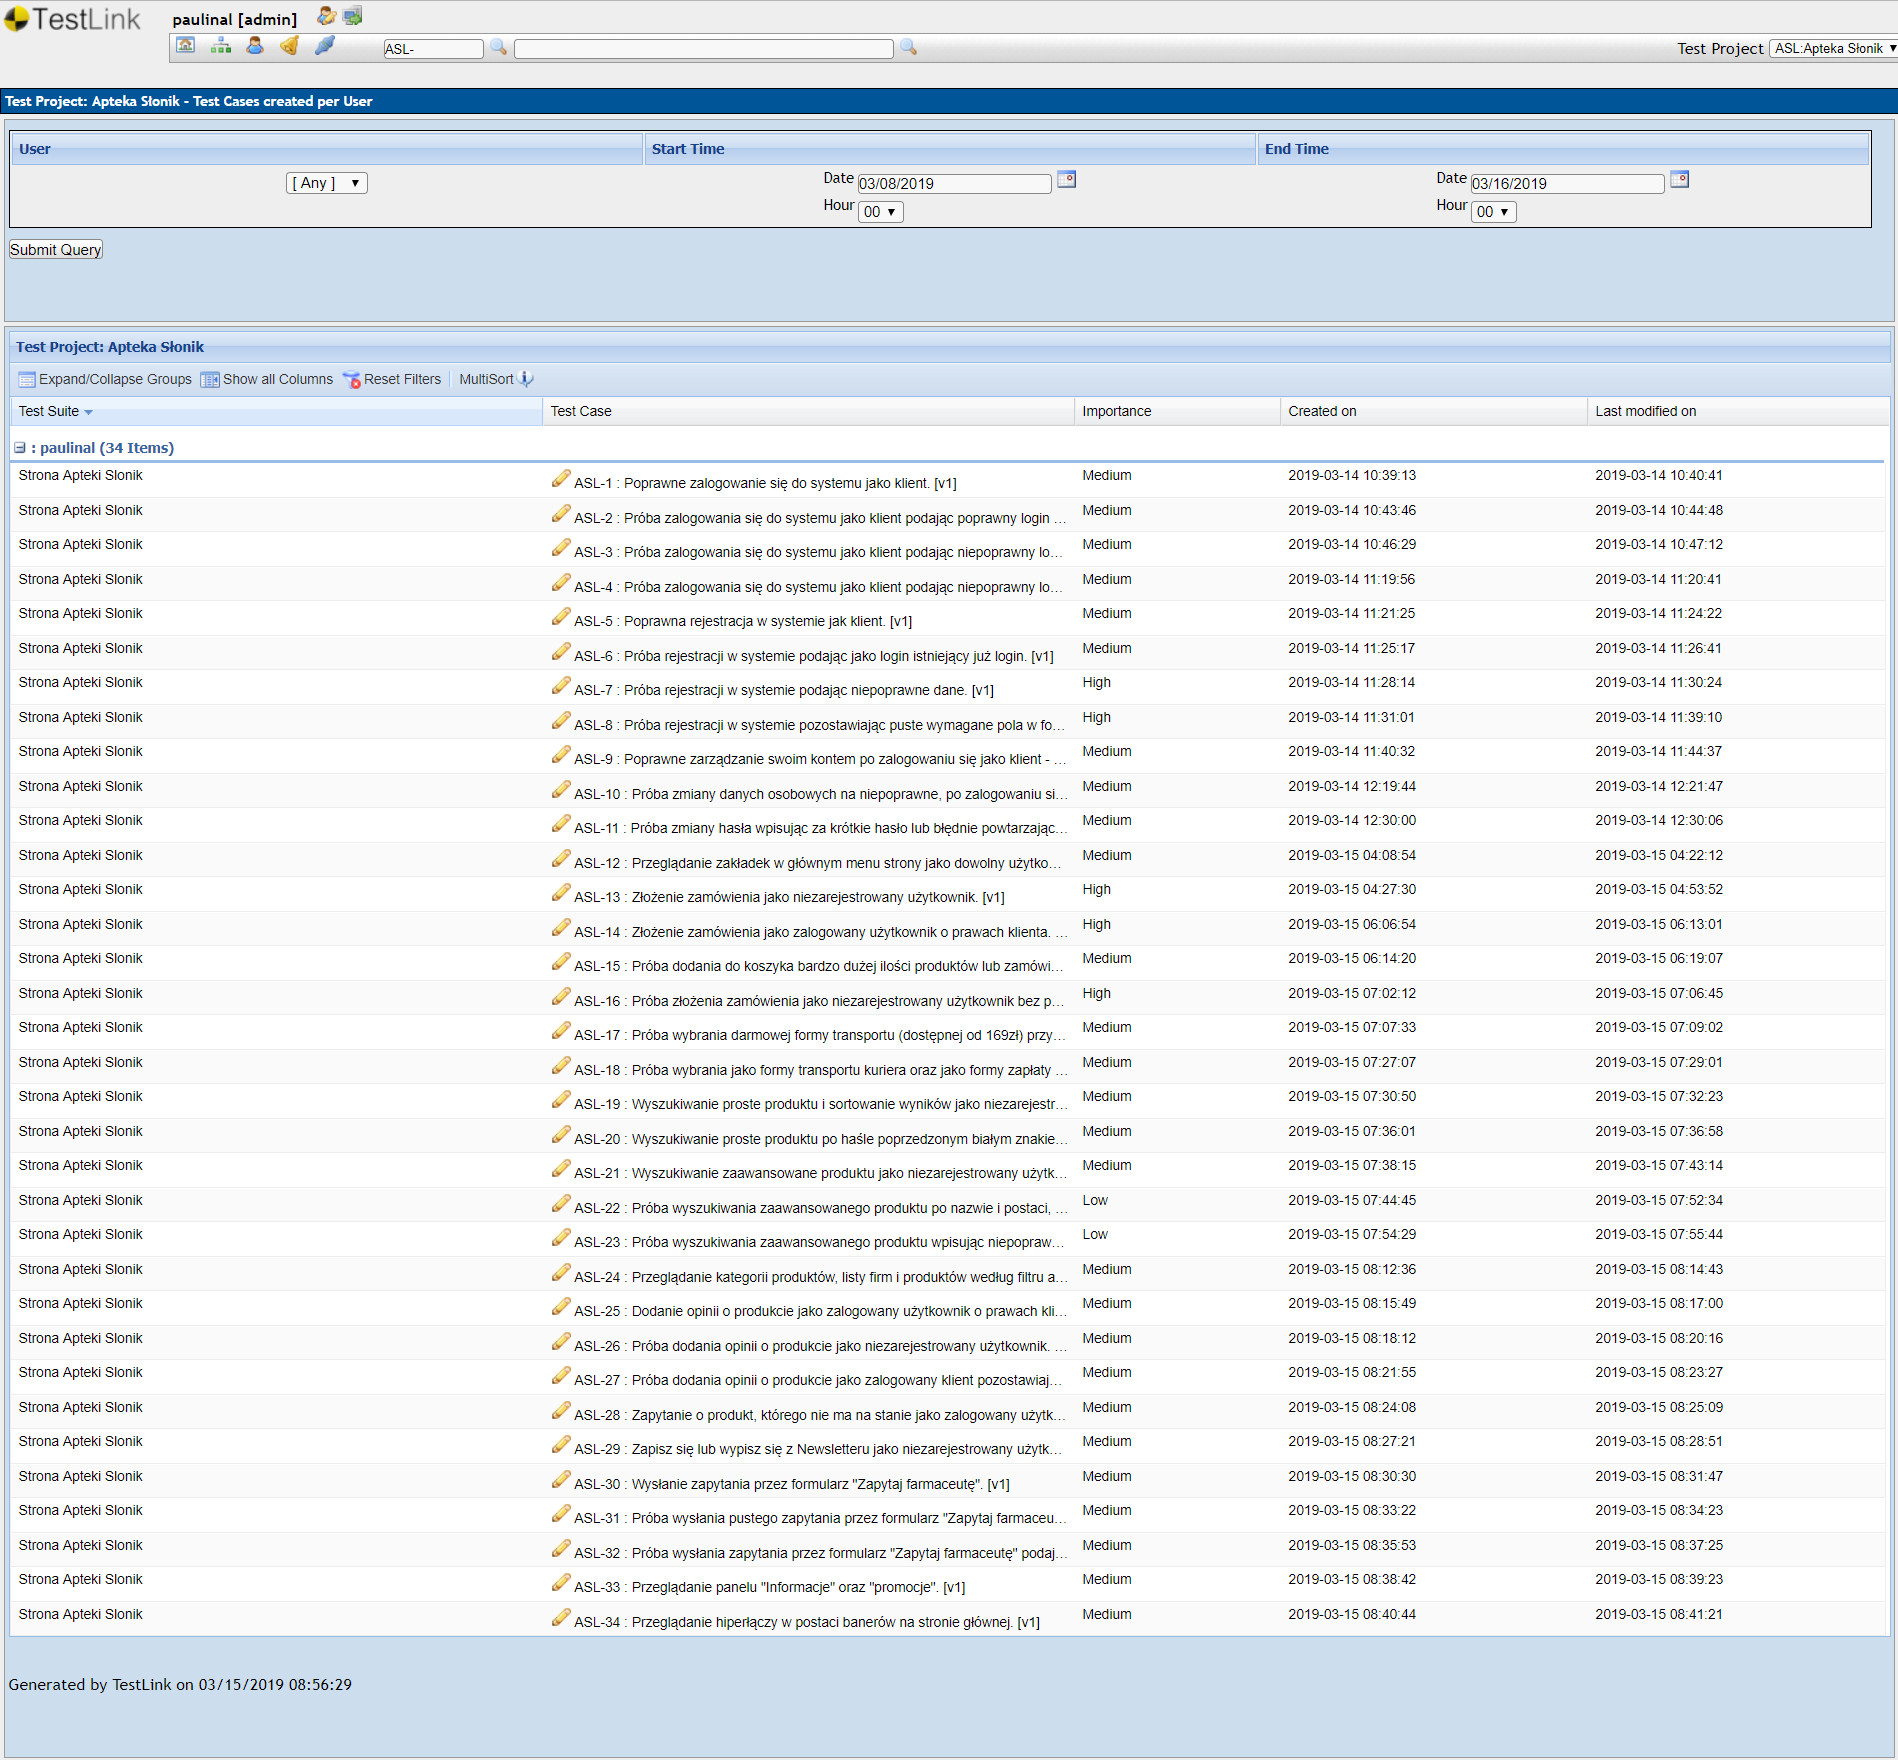 TestLink
paulinal [admin]
ASL-
Test Project ASL:Apteka Słonik
Test Project: Apteka Słonik - Test Cases created per User
User Start Time End Time
[ Any ] Date 03/08/2019 Date 03/16/2019
Hour 00 Hour 00
Submit Query
Test Project: Apteka Słonik
Expand/Collapse Groups Show all Columns Reset Filters MultiSort
Test Suite Test Case Importance Created on Last modified on
: paulinal (34 Items)
Strona Apteki Slonik ASL-1 : Poprawne zalogowanie się do systemu jako klient. [v1] Medium 2019-03-14 10:39:13 2019-03-14 10:40:41
Strona Apteki Slonik ASL-2 : Próba zalogowania się do systemu jako klient podając poprawny login ... Medium 2019-03-14 10:43:46 2019-03-14 10:44:48
Strona Apteki Slonik ASL-3 : Próba zalogowania się do systemu jako klient podając niepoprawny lo... Medium 2019-03-14 10:46:29 2019-03-14 10:47:12
Strona Apteki Slonik ASL-4 : Próba zalogowania się do systemu jako klient podając niepoprawny lo... Medium 2019-03-14 11:19:56 2019-03-14 11:20:41
Strona Apteki Slonik ASL-5 : Poprawna rejestracja w systemie jak klient. [v1] Medium 2019-03-14 11:21:25 2019-03-14 11:24:22
Strona Apteki Slonik ASL-6 : Próba rejestracji w systemie podając jako login istniejący już login. [v1] Medium 2019-03-14 11:25:17 2019-03-14 11:26:41
Strona Apteki Slonik ASL-7 : Próba rejestracji w systemie podając niepoprawne dane. [v1] High 2019-03-14 11:28:14 2019-03-14 11:30:24
Strona Apteki Slonik ASL-8 : Próba rejestracji w systemie pozostawiając puste wymagane pola w fo... High 2019-03-14 11:31:01 2019-03-14 11:39:10
Strona Apteki Slonik ASL-9 : Poprawne zarządzanie swoim kontem po zalogowaniu się jako klient - ... Medium 2019-03-14 11:40:32 2019-03-14 11:44:37
Strona Apteki Slonik ASL-10 : Próba zmiany danych osobowych na niepoprawne, po zalogowaniu si... Medium 2019-03-14 12:19:44 2019-03-14 12:21:47
Strona Apteki Slonik ASL-11 : Próba zmiany hasła wpisując za krótkie hasło lub błędnie powtarzając... Medium 2019-03-14 12:30:00 2019-03-14 12:30:06
Strona Apteki Slonik ASL-12 : Przeglądanie zakładek w głównym menu strony jako dowolny użytko... Medium 2019-03-15 04:08:54 2019-03-15 04:22:12
Strona Apteki Slonik ASL-13 : Złożenie zamówienia jako niezarejestrowany użytkownik. [v1] High 2019-03-15 04:27:30 2019-03-15 04:53:52
Strona Apteki Slonik ASL-14 : Złożenie zamówienia jako zalogowany użytkownik o prawach klienta. ... High 2019-03-15 06:06:54 2019-03-15 06:13:01
Strona Apteki Slonik ASL-15 : Próba dodania do koszyka bardzo dużej ilości produktów lub zamówi... Medium 2019-03-15 06:14:20 2019-03-15 06:19:07
Strona Apteki Slonik ASL-16 : Próba złożenia zamówienia jako niezarejestrowany użytkownik bez p... High 2019-03-15 07:02:12 2019-03-15 07:06:45
Strona Apteki Slonik ASL-17 : Próba wybrania darmowej formy transportu (dostępnej od 169zł) przy... Medium 2019-03-15 07:07:33 2019-03-15 07:09:02
Strona Apteki Slonik ASL-18 : Próba wybrania jako formy transportu kuriera oraz jako formy zapłaty ... Medium 2019-03-15 07:27:07 2019-03-15 07:29:01
Strona Apteki Slonik ASL-19 : Wyszukiwanie proste produktu i sortowanie wyników jako niezarejestr... Medium 2019-03-15 07:30:50 2019-03-15 07:32:23
Strona Apteki Slonik ASL-20 : Wyszukiwanie proste produktu po haśle poprzedzonym białym znakie... Medium 2019-03-15 07:36:01 2019-03-15 07:36:58
Strona Apteki Slonik ASL-21 : Wyszukiwanie zaawansowane produktu jako niezarejestrowany użytk... Medium 2019-03-15 07:38:15 2019-03-15 07:43:14
Strona Apteki Slonik ASL-22 : Próba wyszukiwania zaawansowanego produktu po nazwie i postaci, ... Low 2019-03-15 07:44:45 2019-03-15 07:52:34
Strona Apteki Slonik ASL-23 : Próba wyszukiwania zaawansowanego produktu wpisując niepopraw... Low 2019-03-15 07:54:29 2019-03-15 07:55:44
Strona Apteki Slonik ASL-24 : Przeglądanie kategorii produktów, listy firm i produktów według filtru a... Medium 2019-03-15 08:12:36 2019-03-15 08:14:43
Strona Apteki Slonik ASL-25 : Dodanie opinii o produkcie jako zalogowany użytkownik o prawach kli... Medium 2019-03-15 08:15:49 2019-03-15 08:17:00
Strona Apteki Slonik ASL-26 : Próba dodania opinii o produkcie jako niezarejestrowany użytkownik. ... Medium 2019-03-15 08:18:12 2019-03-15 08:20:16
Strona Apteki Slonik ASL-27 : Próba dodania opinii o produkcie jako zalogowany klient pozostawiaj... Medium 2019-03-15 08:21:55 2019-03-15 08:23:27
Strona Apteki Slonik ASL-28 : Zapytanie o produkt, którego nie ma na stanie jako zalogowany użytk... Medium 2019-03-15 08:24:08 2019-03-15 08:25:09
Strona Apteki Slonik ASL-29 : Zapisz się lub wypisz się z Newsletteru jako niezarejestrowany użytk... Medium 2019-03-15 08:27:21 2019-03-15 08:28:51
Strona Apteki Slonik ASL-30 : Wysłanie zapytania przez formularz "Zapytaj farmaceutę". [v1] Medium 2019-03-15 08:30:30 2019-03-15 08:31:47
Strona Apteki Slonik ASL-31 : Próba wysłania pustego zapytania przez formularz "Zapytaj farmaceu... Medium 2019-03-15 08:33:22 2019-03-15 08:34:23
Strona Apteki Slonik ASL-32 : Próba wysłania zapytania przez formularz "Zapytaj farmaceutę" podaj... Medium 2019-03-15 08:35:53 2019-03-15 08:37:25
Strona Apteki Slonik ASL-33 : Przeglądanie panelu "Informacje" oraz "promocje". [v1] Medium 2019-03-15 08:38:42 2019-03-15 08:39:23
Strona Apteki Slonik ASL-34 : Przeglądanie hiperłączy w postaci banerów na stronie głównej. [v1] Medium 2019-03-15 08:40:44 2019-03-15 08:41:21
Generated by TestLink on 03/15/2019 08:56:29